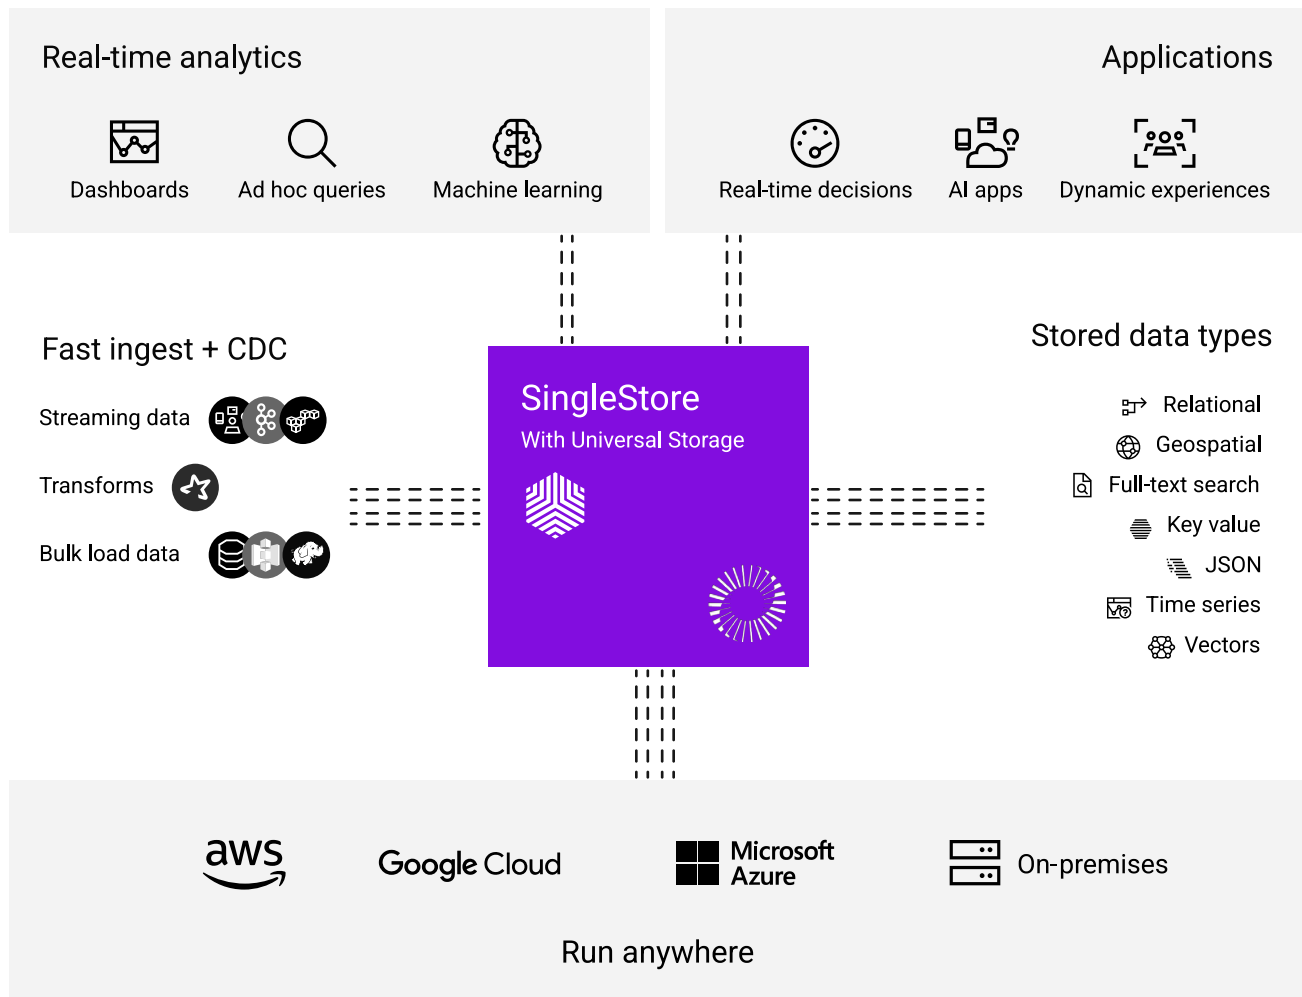 Real-time analytics
Dashboards
Ad hoc queries
Machine learning
Applications
Real-time decisions
AI apps
Dynamic experiences
Fast ingest + CDC
Streaming data
Transforms
Bulk load data
SingleStore
With Universal Storage
Stored data types
Relational
Geospatial
Full-text search
Key value
JSON
Time series
Vectors
aws
Google Cloud
Microsoft
Azure
On-premises
Run anywhere